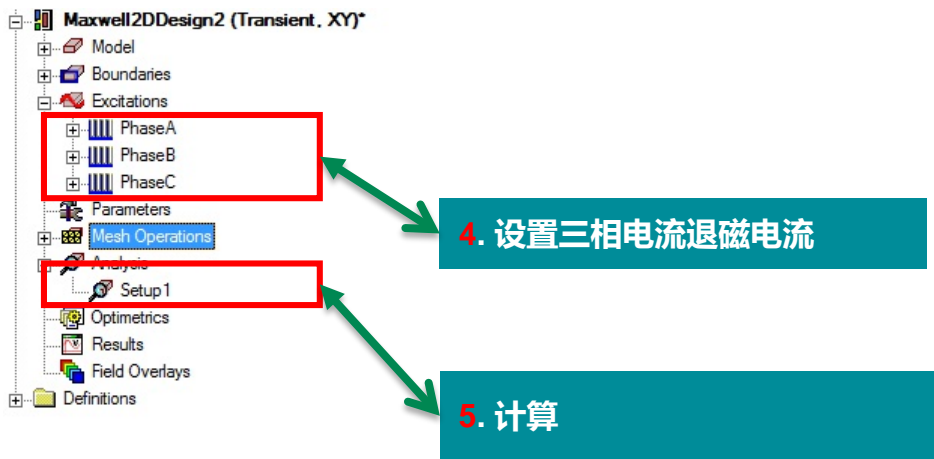 Maxwell2DDesign2 (Transient, XY)*
Model
Boundaries
Excitations
PhaseA
PhaseB
PhaseC
Parameters
Mesh Operations
Analysis
Setup1
Optimetrics
Results
Field Overlays
Definitions
4. 设置三相电流退磁电流
5. 计算